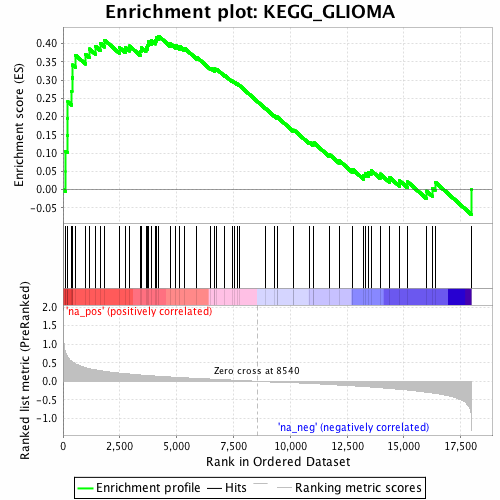 Enrichment plot: KEGG_GLIOMA
Enrichment score (ES)
0.40
0.35
0.30
0.25
0.20
0.15
0.10
0.05
0.00
-0.05
'na_pos' (positively correlated)
Ranked list metric (PreRanked)
2.0
1.5
1.0
0.5
0.0
-0.5
-1.0
Zero cross at 8540
'na_neg' (negatively correlated)
0 2,500 5,000 7,500 10,000 12,500 15,000 17,500
Rank in Ordered Dataset
Enrichment profile Hits Ranking metric scores